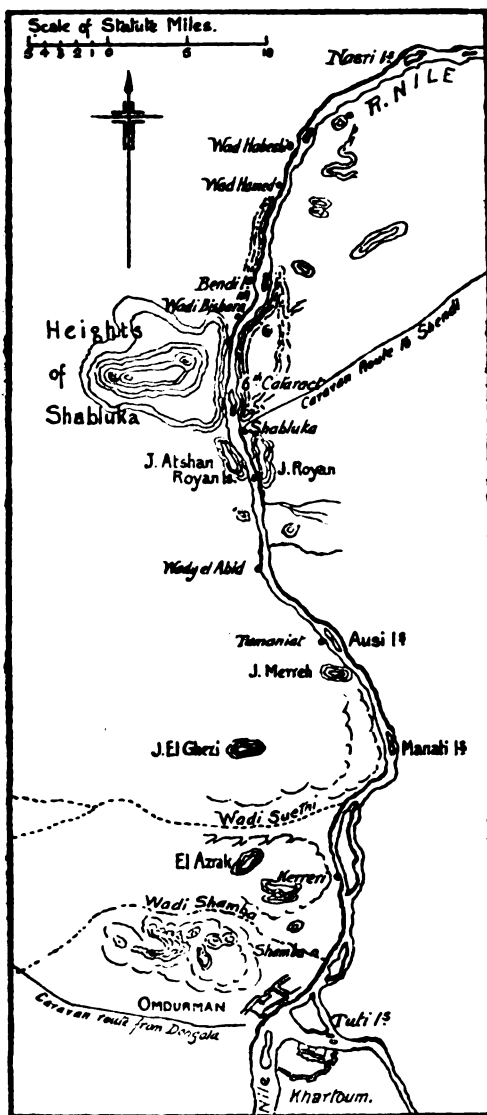 Scale of Statute Miles.
5 4 3 2 1 0 5 10
Nasri Is
R. NILE
Wad Habeshi
Wad Hamed
Bendi
Wadi Bishara
Heights
of
Shabluka
6th Cataract
Caravan Route to Shendi
Shabluka
J. Atshan
Royan Is.
J. Royan
Wady el Abid
Tamaniat
Ausi Is
J. Merreh
J. El Ghezi
Manati Is
Wadi Suethi
El Azrak
Kerreri
Wadi Shamba
Shamba
OMDURMAN
Caravan route from Dongola
Tuti Is
Nile
Khartoum.